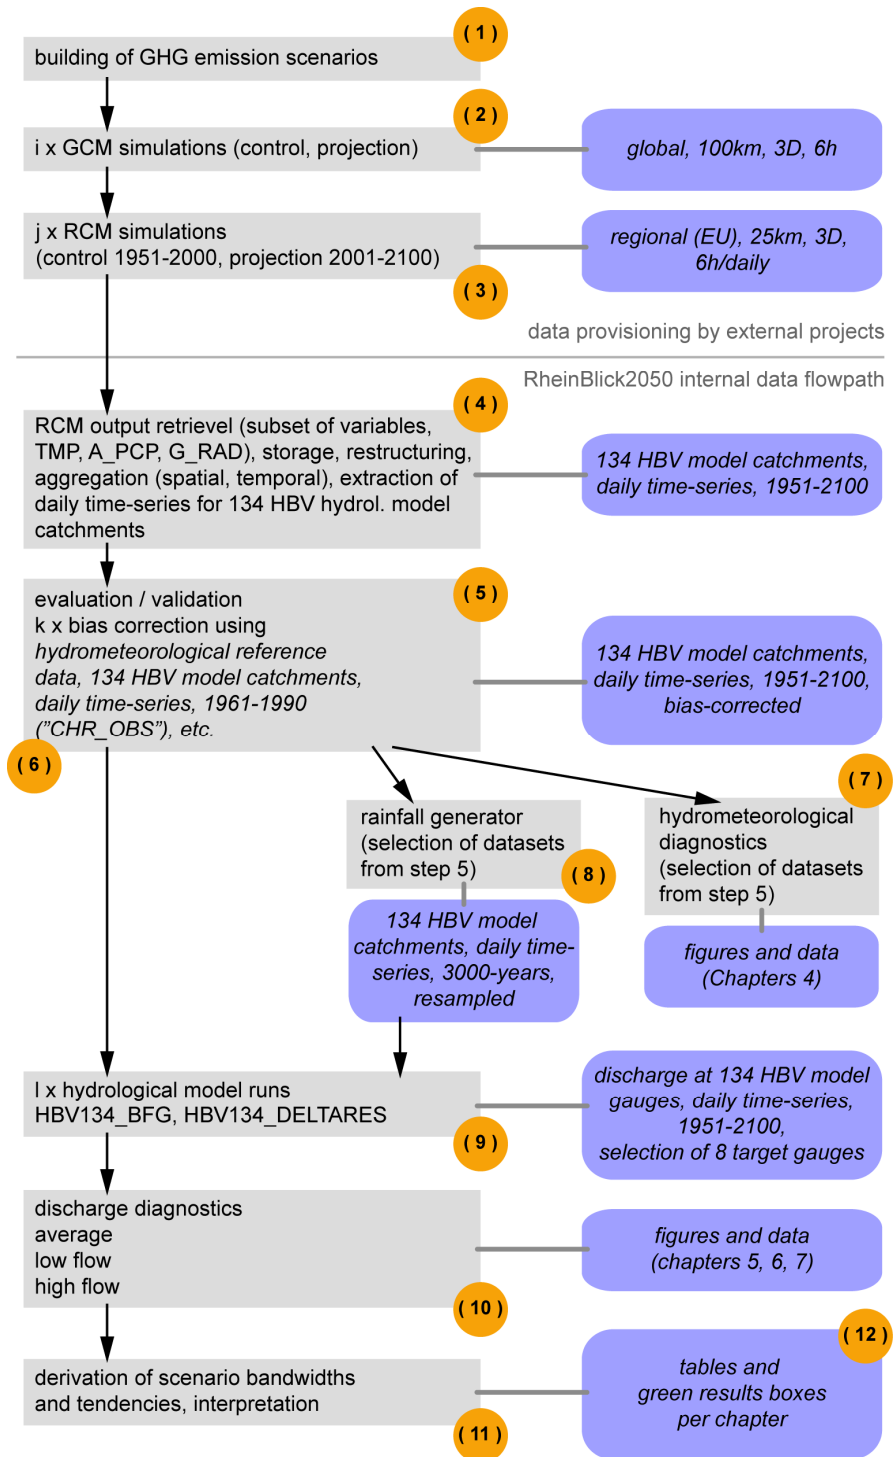 ( 1 )
building of GHG emission scenarios
( 2 )
i x GCM simulations (control, projection)
global, 100km, 3D, 6h
j x RCM simulations
(control 1951-2000, projection 2001-2100)
regional (EU), 25km, 3D,
6h/daily
( 3 )
data provisioning by external projects
RheinBlick2050 internal data flowpath
( 4 )
RCM output retrievel (subset of variables,
TMP, A_PCP, G_RAD), storage, restructuring,
aggregation (spatial, temporal), extraction of
daily time-series for 134 HBV hydrol. model
catchments
134 HBV model catchments,
daily time-series, 1951-2100
( 5 )
evaluation / validation
k x bias correction using
hydrometeorological reference
data, 134 HBV model catchments,
daily time-series, 1961-1990
("CHR_OBS"), etc.
134 HBV model catchments,
daily time-series, 1951-2100,
bias-corrected
( 6 )
( 7 )
rainfall generator
(selection of datasets
from step 5)
( 8 )
hydrometeorological
diagnostics
(selection of datasets
from step 5)
134 HBV model
catchments, daily time-
series, 3000-years,
resampled
figures and data
(Chapters 4)
l x hydrological model runs
HBV134_BFG, HBV134_DELTARES
( 9 )
discharge at 134 HBV model
gauges, daily time-series,
1951-2100,
selection of 8 target gauges
discharge diagnostics
average
low flow
high flow
( 10 )
figures and data
(chapters 5, 6, 7)
( 12 )
derivation of scenario bandwidths
and tendencies, interpretation
( 11 )
tables and
green results boxes
per chapter